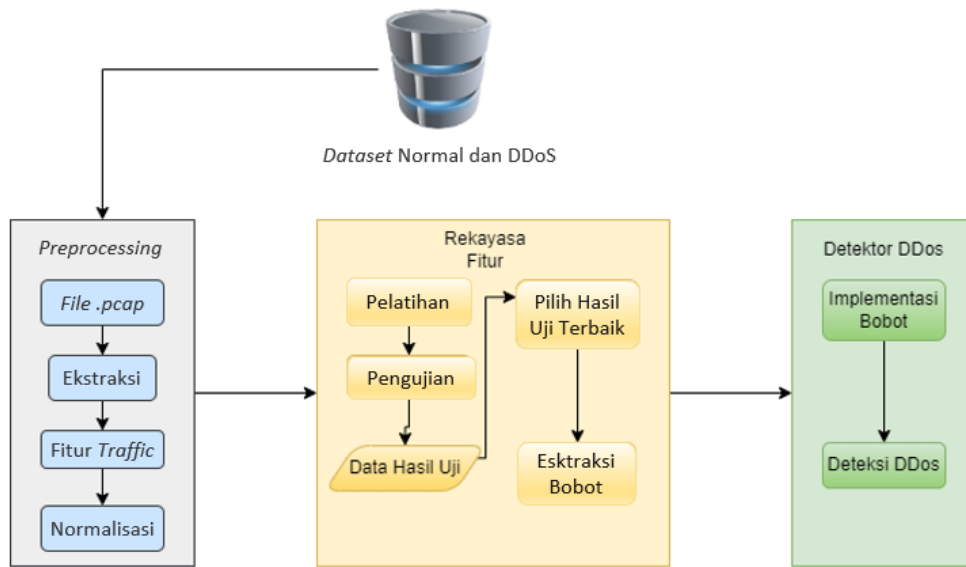 Dataset Normal dan DDoS
Preprocessing
File .pcap
Ekstraksi
Fitur Traffic
Normalisasi
Rekayasa
Fitur
Pelatihan
Pengujian
Data Hasil Uji
Pilih Hasil
Uji Terbaik
Esktraksi
Bobot
Detektor DDos
Implementasi
Bobot
Deteksi DDos